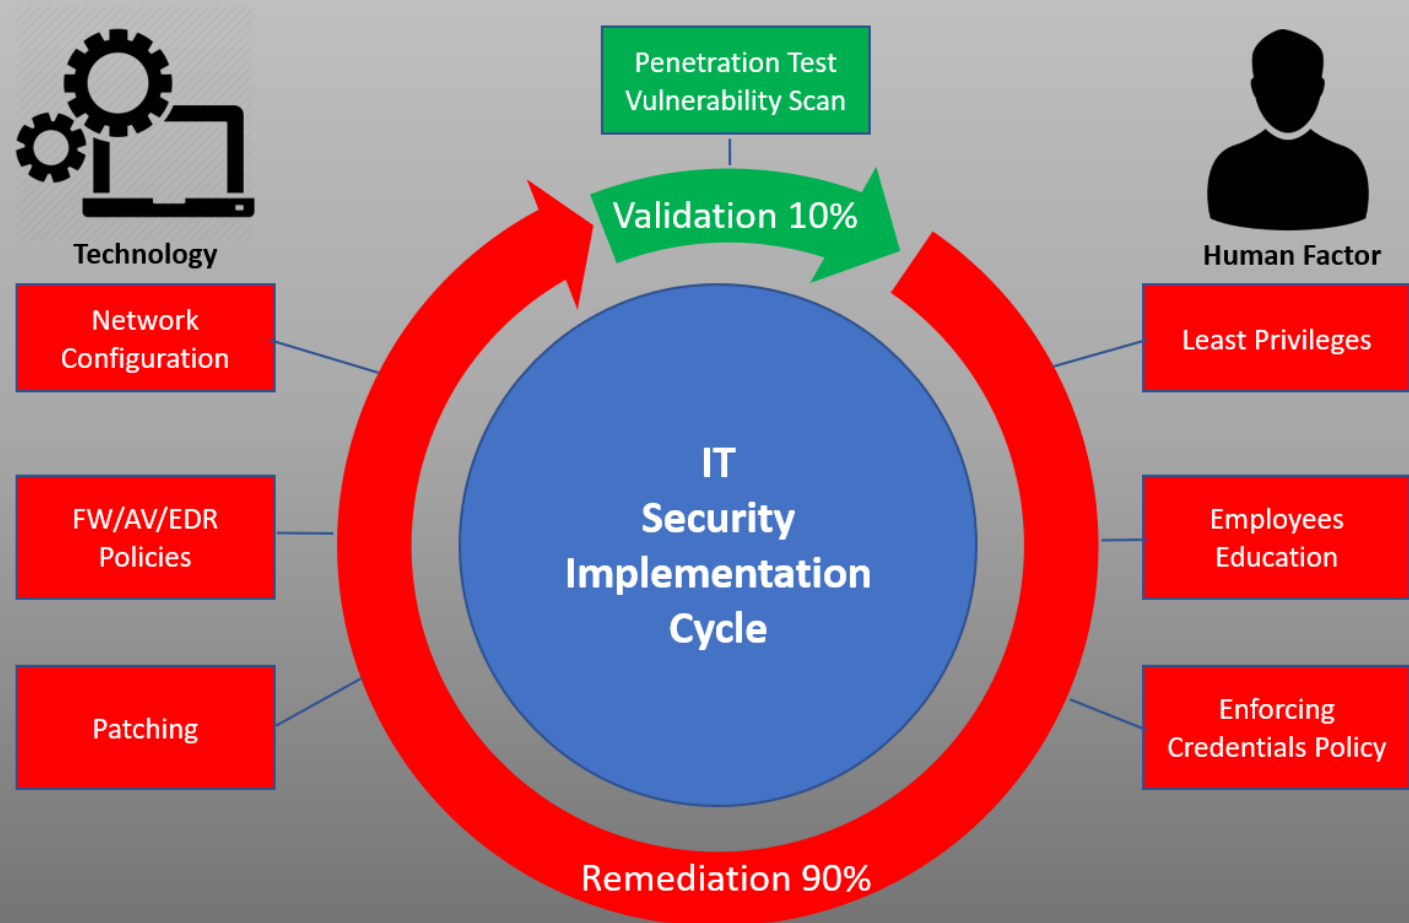 Penetration Test
Vulnerability Scan
Validation 10%
Technology
Human Factor
Network
Configuration
Least Privileges
FW/AV/EDR
Policies
Employees
Education
Patching
Enforcing
Credentials Policy
IT
Security
Implementation
Cycle
Remediation 90%